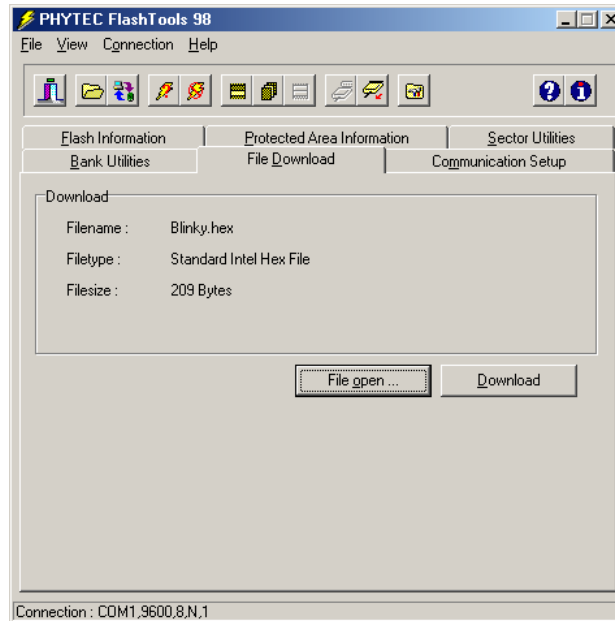 PHYTEC FlashTools 98
File View Connection Help
Flash Information Protected Area Information Sector Utilities
Bank Utilities File Download Communication Setup
Download
Filename : Blinky.hex
Filetype : Standard Intel Hex File
Filesize : 209 Bytes
File open ... Download
Connection : COM1,9600,8,N,1